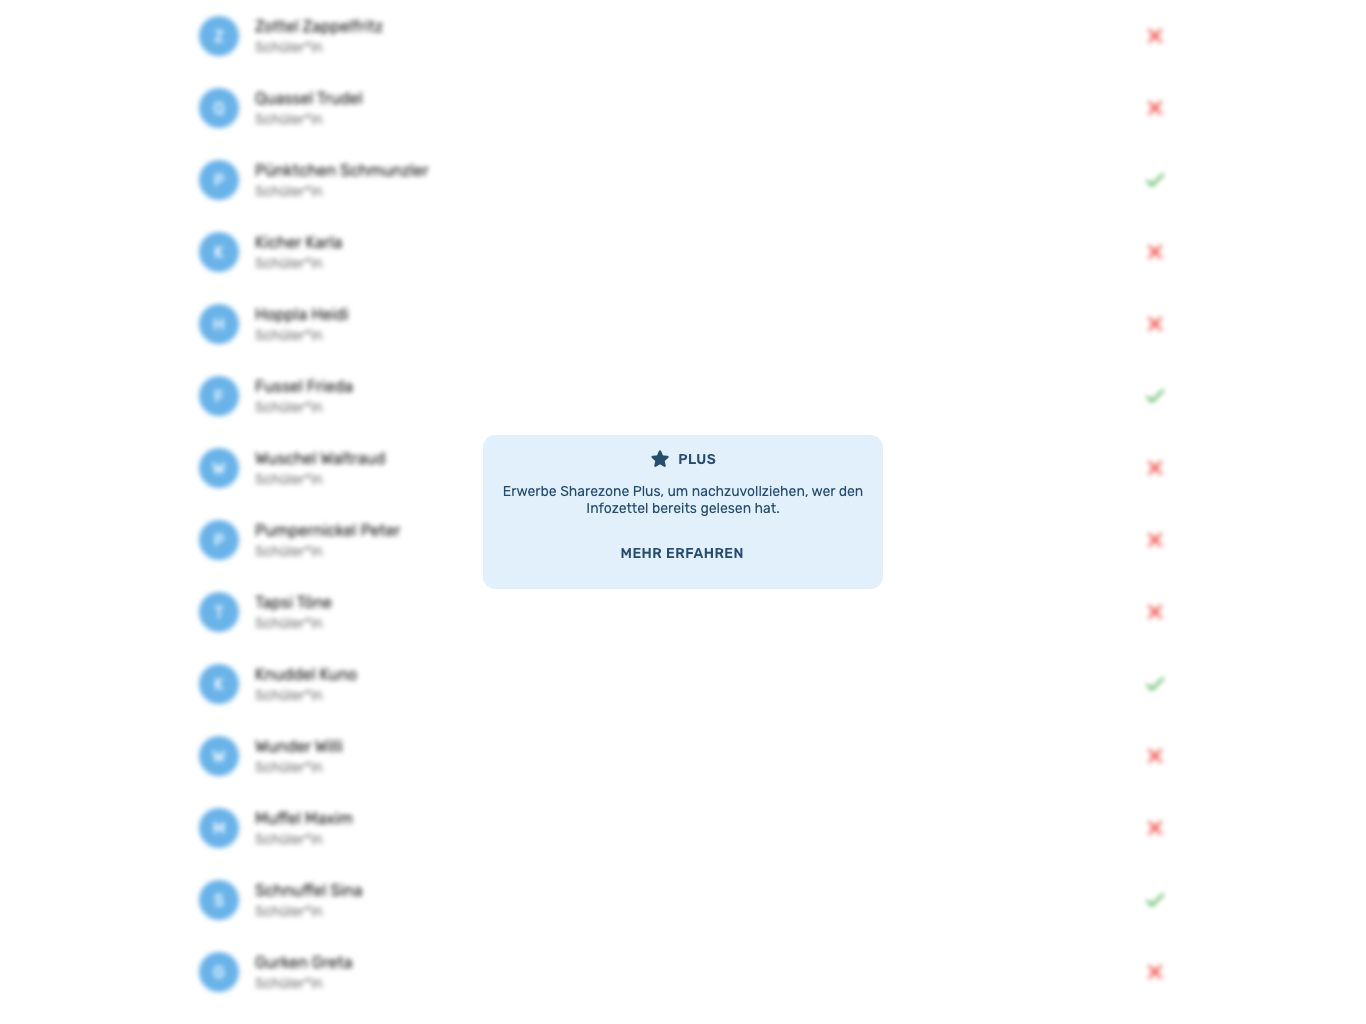 Z
Zottel Zappelfritz
Schüler*in
Q
Quassel Trudel
Schüler*in
P
Pünktchen Schmunzler
Schüler*in
K
Kicher Karla
Schüler*in
H
Hoppla Heidi
Schüler*in
F
Fussel Frieda
Schüler*in
W
Wuschel Waltraud
Schüler*in
PLUS
Erwerbe Sharezone Plus, um nachzuvollziehen, wer den
Infozettel bereits gelesen hat.
MEHR ERFAHREN
P
Pumpernickel Peter
Schüler*in
T
Tapsi Töne
Schüler*in
K
Knuddel Kuno
Schüler*in
W
Wunder Willi
Schüler*in
M
Muffel Maxim
Schüler*in
S
Schnuffel Sina
Schüler*in
G
Gurken Greta
Schüler*in